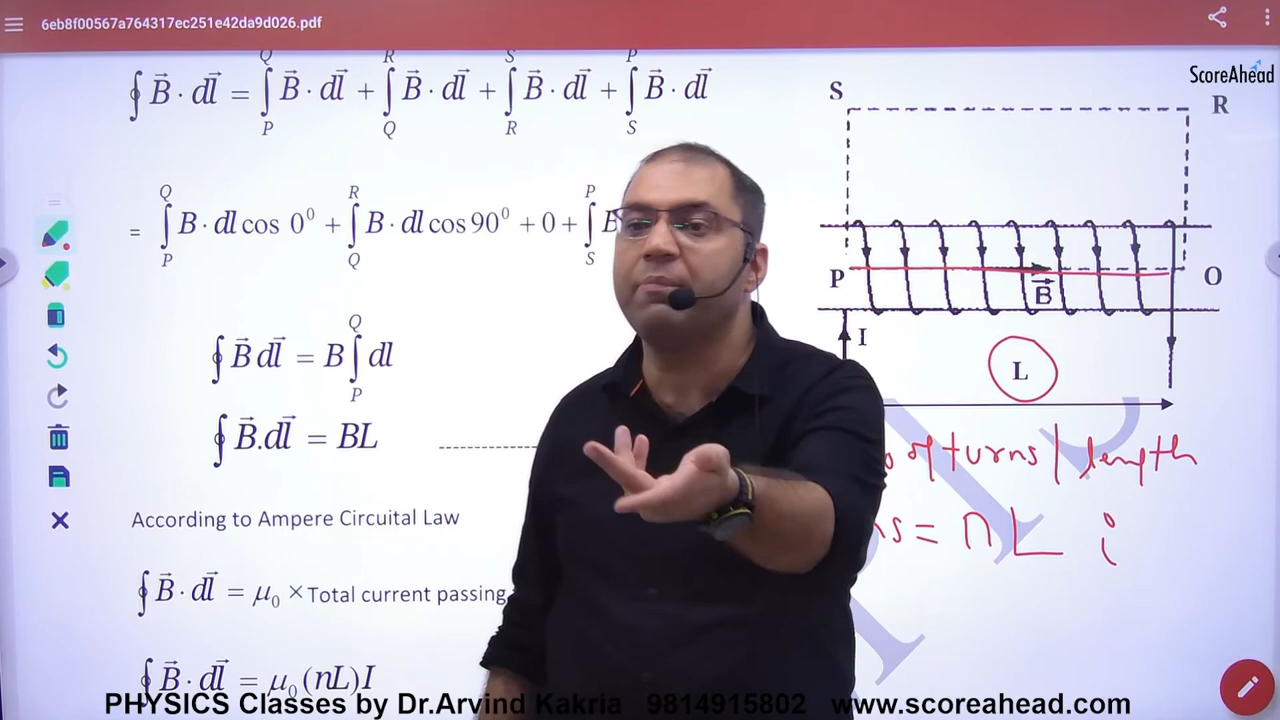 6eb8f00567a764317ec251e42da9d026.pdf
ScoreAhead
∮ B⃗ · dl⃗ = ∫_P^Q B⃗ · dl⃗ + ∫_Q^R B⃗ · dl⃗ + ∫_R^S B⃗ · dl⃗ + ∫_S^P B⃗ · dl⃗
S R
= ∫_P^Q B · dl cos 0⁰ + ∫_Q^R B · dl cos 90⁰ + 0 + ∫_S^P B
P B⃗ O
I
∮ B⃗ dl⃗ = B ∫_P^Q dl
L
∮ B⃗.dl⃗ = BL ----------
of turns / length
According to Ampere Circuital Law
= nL i
∮ B⃗ · dl⃗ = μ₀ × Total current passing
∮ B⃗ · dl⃗ = μ₀ (nL) I
PHYSICS Classes by Dr.Arvind Kakria 9814915802 www.scoreahead.com